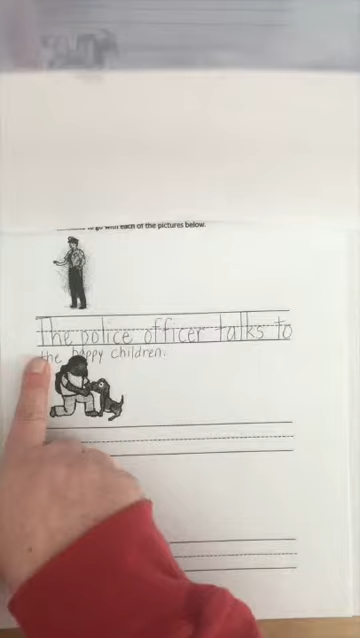 to go with each of the pictures below.
The police officer talks to
the happy children.